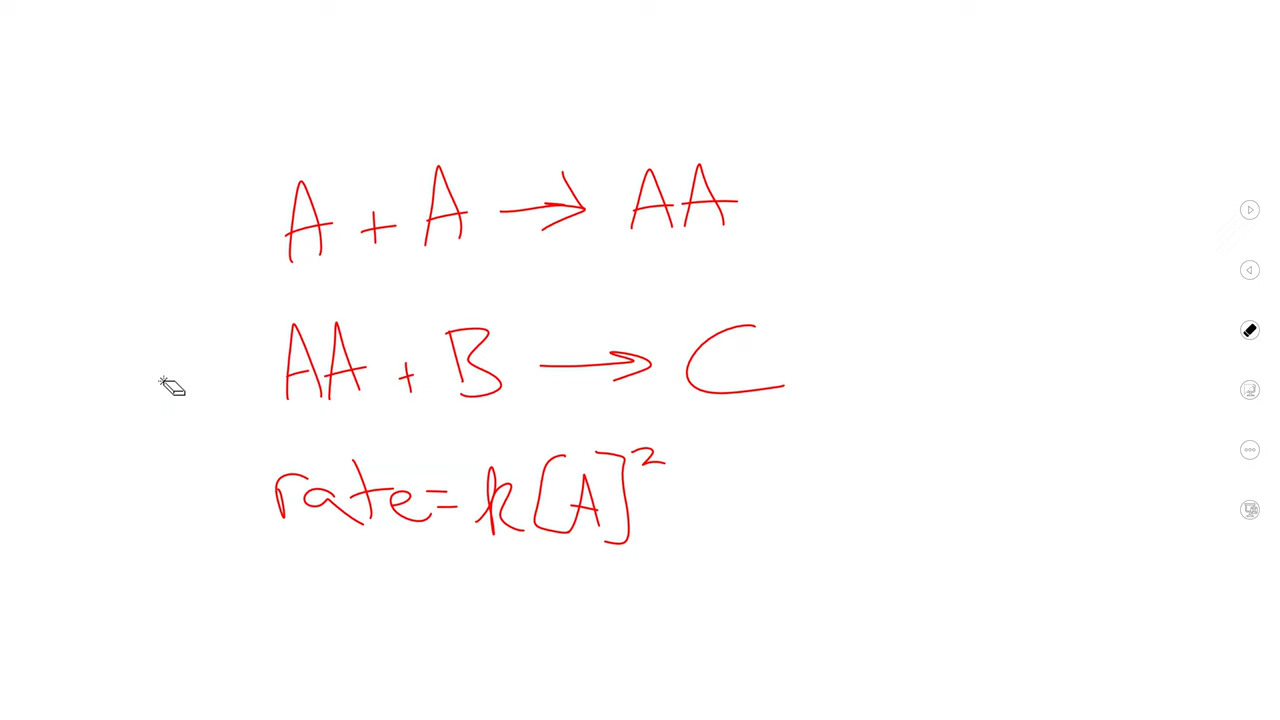 A + A → AA
AA + B → C
rate = k[A]²